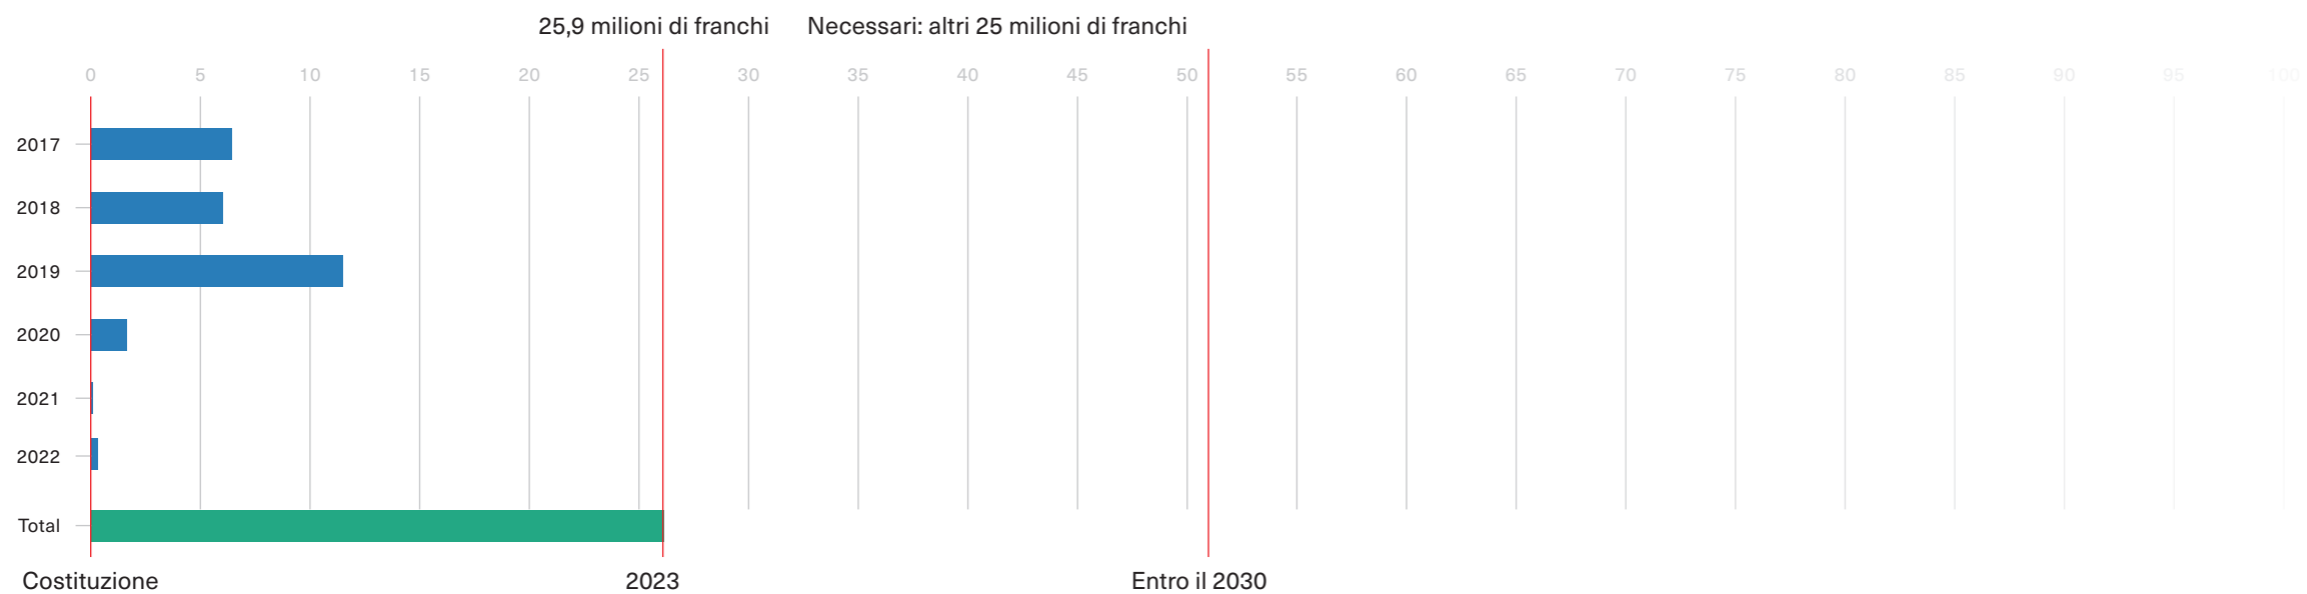 25,9 milioni di franchi Necessari: altri 25 milioni di franchi
0 5 10 15 20 25 30 35 40 45 50 55 60 65 70 75 80 85 90 95 100
2017
2018
2019
2020
2021
2022
Total
Costituzione 2023 Entro il 2030